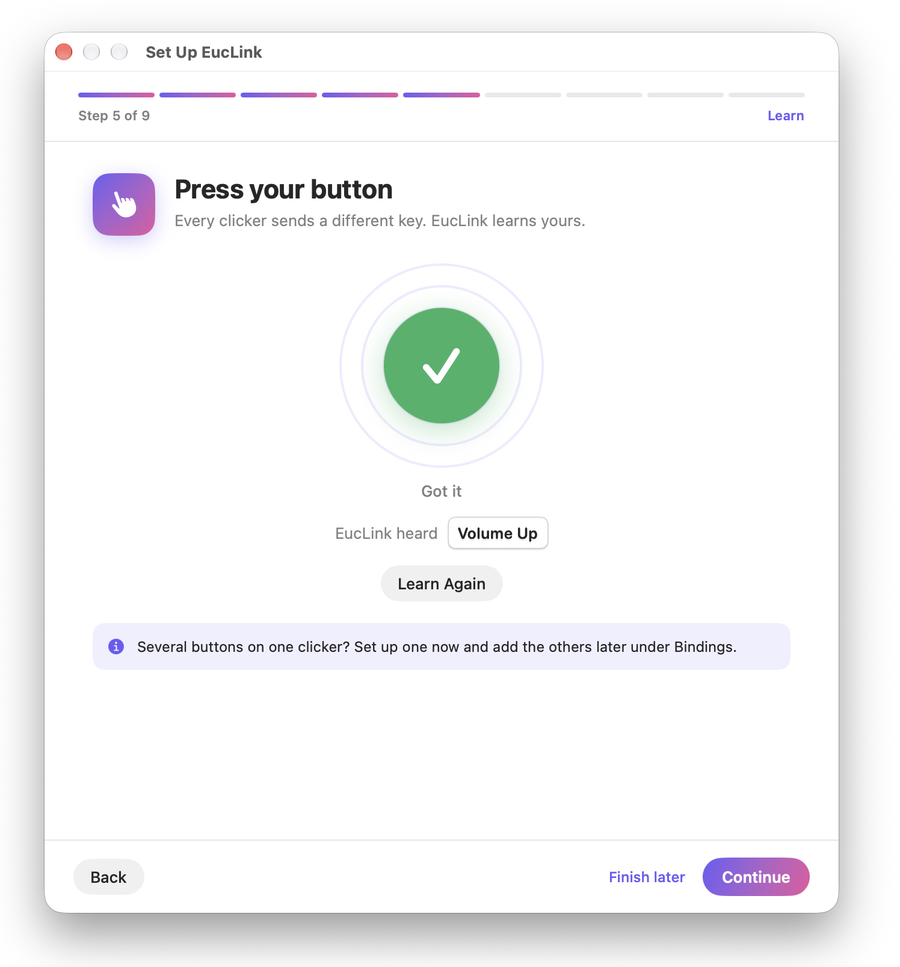 Set Up EucLink
Step 5 of 9
Learn
Press your button
Every clicker sends a different key. EucLink learns yours.
Got it
EucLink heard Volume Up
Learn Again
Several buttons on one clicker? Set up one now and add the others later under Bindings.
Back
Finish later
Continue